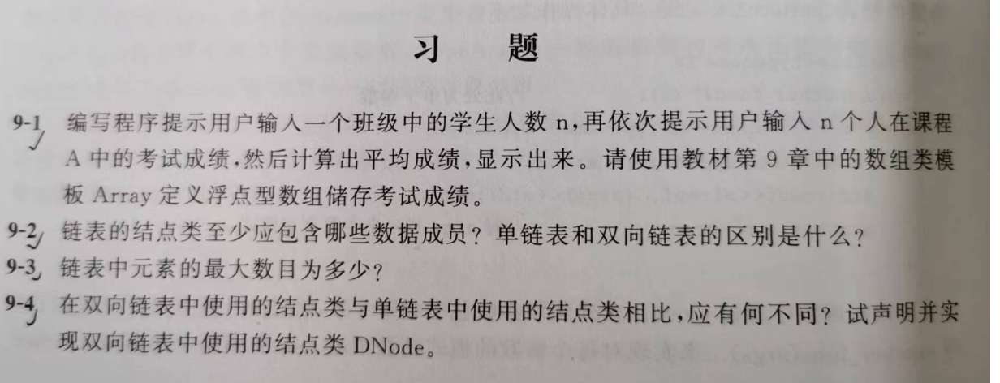 习 题
9-1 编写程序提示用户输入一个班级中的学生人数 n,再依次提示用户输入 n 个人在课程
A 中的考试成绩,然后计算出平均成绩,显示出来。请使用教材第 9 章中的数组类模
板 Array 定义浮点型数组储存考试成绩。
9-2 链表的结点类至少应包含哪些数据成员?单链表和双向链表的区别是什么?
9-3 链表中元素的最大数目为多少?
9-4 在双向链表中使用的结点类与单链表中使用的结点类相比,应有何不同?试声明并实
现双向链表中使用的结点类 DNode。